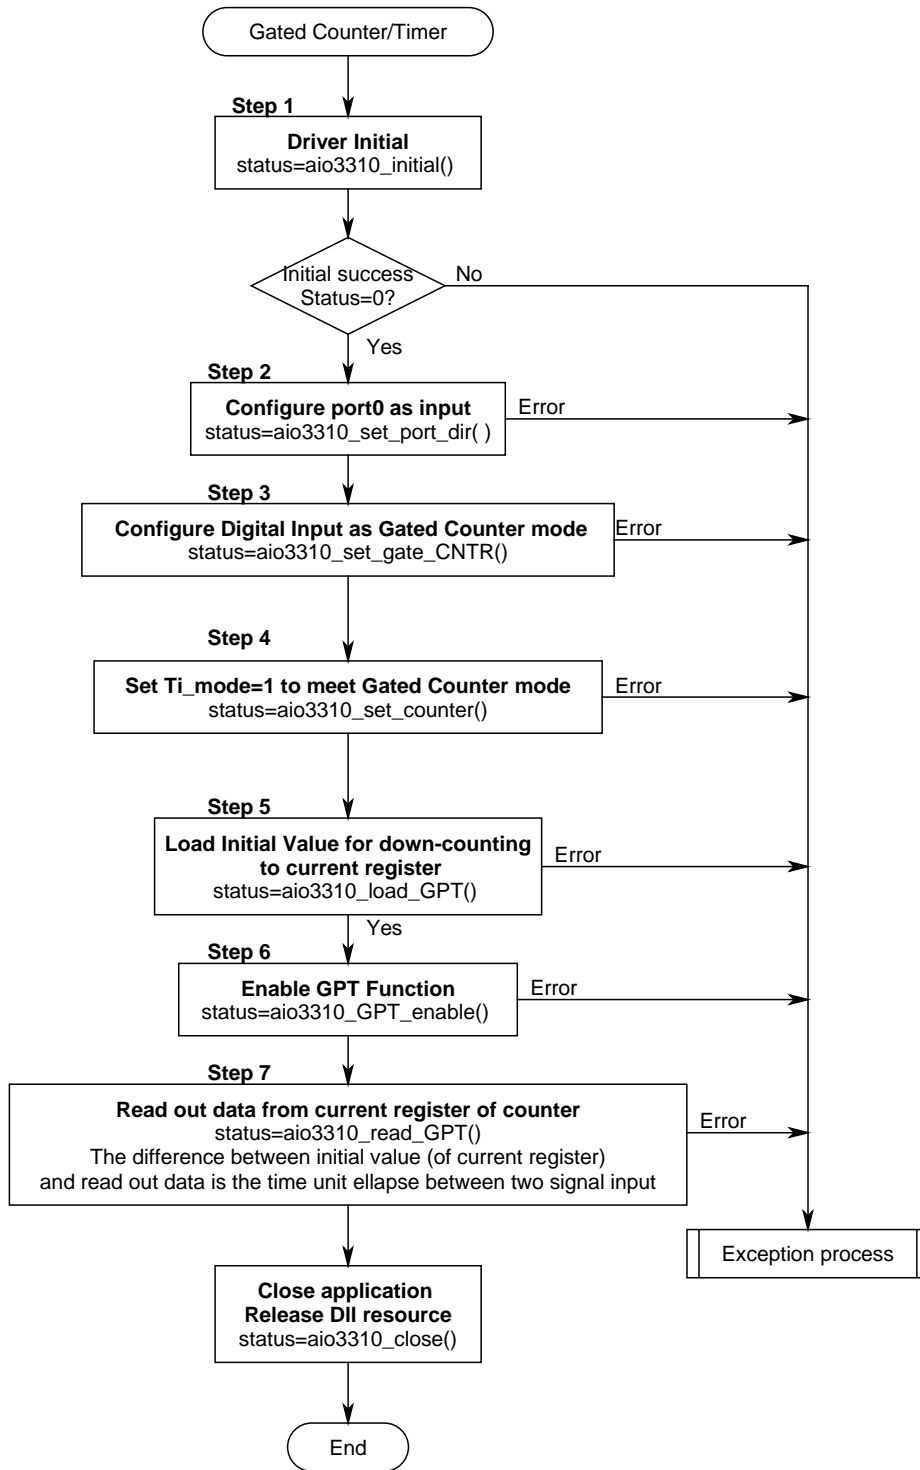 Gated Counter/Timer
Step 1
Driver Initial
status=aio3310_initial()
Initial success
Status=0?
No
Yes
Step 2
Configure port0 as input
status=aio3310_set_port_dir( )
Error
Step 3
Configure Digital Input as Gated Counter mode
status=aio3310_set_gate_CNTR()
Error
Step 4
Set Ti_mode=1 to meet Gated Counter mode
status=aio3310_set_counter()
Error
Step 5
Load Initial Value for down-counting
to current register
status=aio3310_load_GPT()
Error
Yes
Step 6
Enable GPT Function
status=aio3310_GPT_enable()
Error
Step 7
Read out data from current register of counter
status=aio3310_read_GPT()
The difference between initial value (of current register)
and read out data is the time unit ellapse between two signal input
Error
Exception process
Close application
Release Dll resource
status=aio3310_close()
End